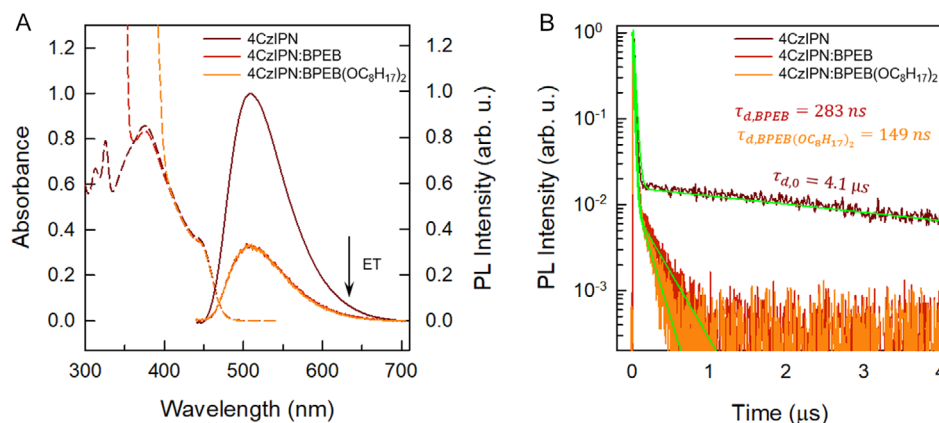 A
1.2
1.0
0.8
0.6
0.4
0.2
0.0
Absorbance
300 400 500 600 700
Wavelength (nm)
4CzIPN
4CzIPN:BPEB
4CzIPN:BPEB(OC₈H₁₇)₂
ET
1.2
1.0
0.8
0.6
0.4
0.2
0.0
PL Intensity (arb. u.)
B
10⁰
10⁻¹
10⁻²
10⁻³
PL Intensity (arb. u.)
4CzIPN
4CzIPN:BPEB
4CzIPN:BPEB(OC₈H₁₇)₂
τd,BPEB = 283 ns
τd,BPEB(OC₈H₁₇)₂ = 149 ns
τd,0 = 4.1 μs
0 1 2 3 4
Time (μs)